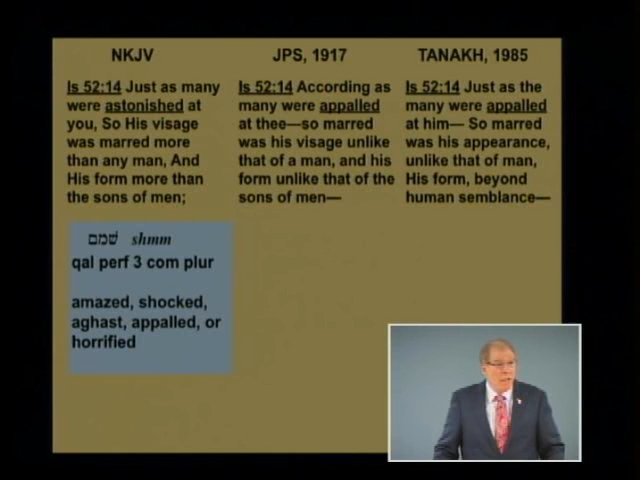 NKJV
Is 52:14 Just as many
were astonished at
you, So His visage
was marred more
than any man, And
His form more than
the sons of men;
JPS, 1917
Is 52:14 According as
many were appalled
at thee—so marred
was his visage unlike
that of a man, and his
form unlike that of the
sons of men—
TANAKH, 1985
Is 52:14 Just as the
many were appalled
at him— So marred
was his appearance,
unlike that of man,
His form, beyond
human semblance—
שׁמם shmm
qal perf 3 com plur
amazed, shocked,
aghast, appalled, or
horrified